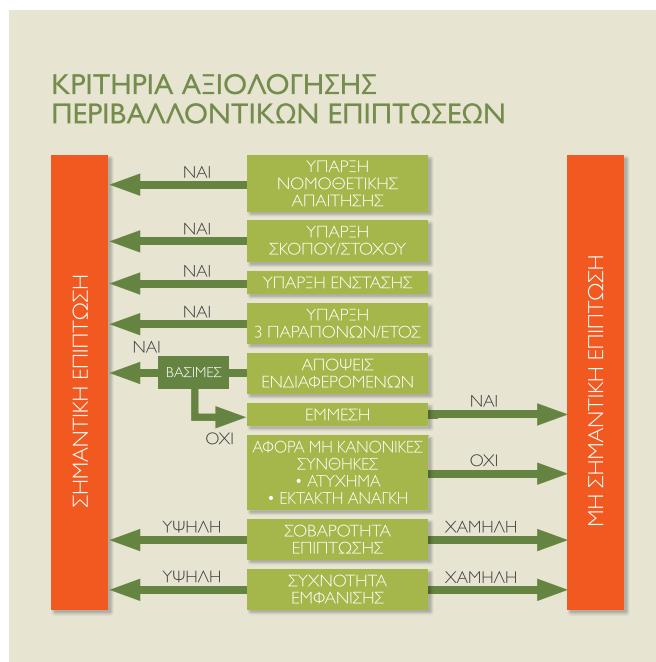 ΚΡΙΤΗΡΙΑ ΑΞΙΟΛΟΓΗΣΗΣ
ΠΕΡΙΒΑΛΛΟΝΤΙΚΩΝ ΕΠΙΠΤΩΣΕΩΝ
ΣΗΜΑΝΤΙΚΗ ΕΠΙΠΤΩΣΗ
ΝΑΙ
ΥΠΑΡΞΗ
ΝΟΜΟΘΕΤΙΚΗΣ
ΑΠΑΙΤΗΣΗΣ
ΝΑΙ
ΥΠΑΡΞΗ
ΣΚΟΠΟΥ/ΣΤΟΧΟΥ
ΝΑΙ
ΥΠΑΡΞΗ ΕΝΣΤΑΣΗΣ
ΝΑΙ
ΥΠΑΡΞΗ
3 ΠΑΡΑΠΟΝΩΝ/ΕΤΟΣ
ΝΑΙ
ΒΑΣΙΜΕΣ
ΑΠΟΨΕΙΣ
ΕΝΔΙΑΦΕΡΟΜΕΝΩΝ
ΟΧΙ
ΕΜΜΕΣΗ
ΝΑΙ
ΑΦΟΡΑ ΜΗ ΚΑΝΟΝΙΚΕΣ
ΣΥΝΘΗΚΕΣ
• ΑΤΥΧΗΜΑ
• ΕΚΤΑΚΤΗ ΑΝΑΓΚΗ
ΟΧΙ
ΥΨΗΛΗ
ΣΟΒΑΡΟΤΗΤΑ
ΕΠΙΠΤΩΣΗΣ
ΧΑΜΗΛΗ
ΥΨΗΛΗ
ΣΥΧΝΟΤΗΤΑ
ΕΜΦΑΝΙΣΗΣ
ΧΑΜΗΛΗ
ΜΗ ΣΗΜΑΝΤΙΚΗ ΕΠΙΠΤΩΣΗ